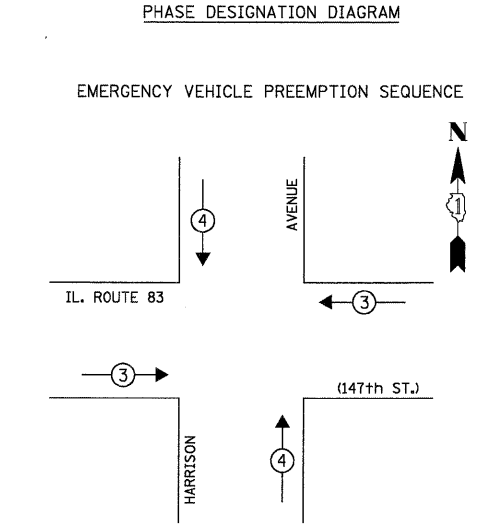 PHASE DESIGNATION DIAGRAM
EMERGENCY VEHICLE PREEMPTION SEQUENCE
N
1
4
AVENUE
IL. ROUTE 83
3
3
(147th ST.)
4
HARRISON